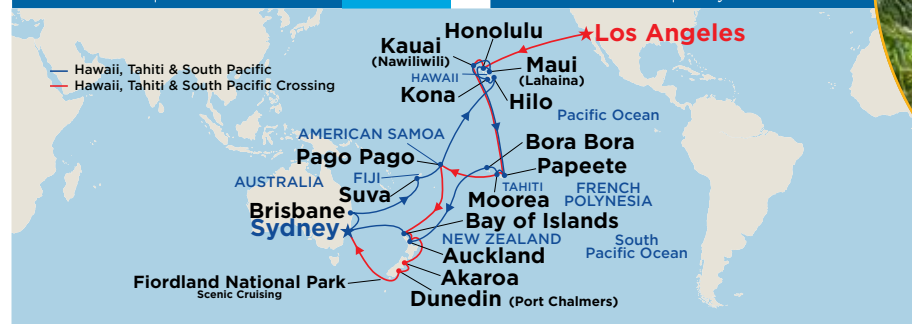 Honolulu
Los Angeles
Kauai
(Nawiliwili)
Maui
(Lahaina)
HAWAII
Kona
Hilo
Hawaii, Tahiti & South Pacific
Hawaii, Tahiti & South Pacific Crossing
Pacific Ocean
AMERICAN SAMOA
Bora Bora
Pago Pago
Papeete
FIJI
AUSTRALIA
TAHITI
FRENCH
POLYNESIA
Suva
Moorea
Brisbane
Bay of Islands
Sydney
NEW ZEALAND
South
Pacific Ocean
Auckland
Akaroa
Fiordland National Park
Scenic Cruising
Dunedin (Port Chalmers)